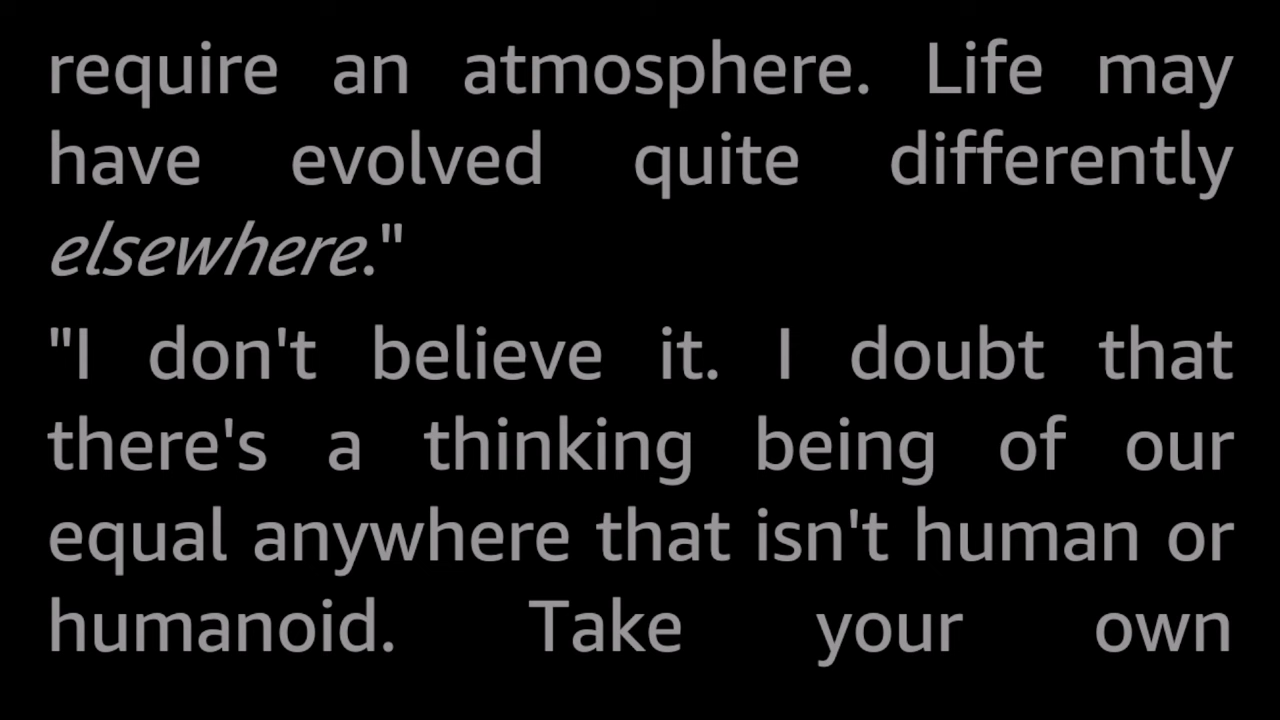 require an atmosphere. Life may
have evolved quite differently
elsewhere."
"I don't believe it. I doubt that
there's a thinking being of our
equal anywhere that isn't human or
humanoid. Take your own